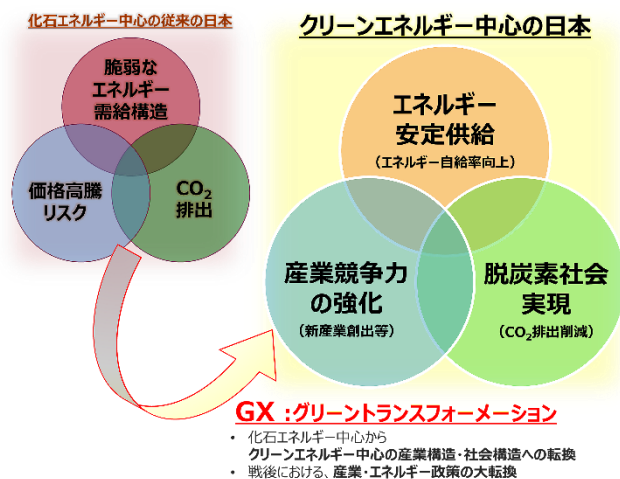 化石エネルギー中心の従来の日本
脆弱な
エネルギー
需給構造
価格高騰
リスク
CO₂
排出
クリーンエネルギー中心の日本
エネルギー
安定供給
（エネルギー自給率向上）
産業競争力
の強化
（新産業創出等）
脱炭素社会
実現
（CO₂排出削減）
GX：グリーントランスフォーメーション
• 化石エネルギー中心から
クリーンエネルギー中心の産業構造・社会構造への転換
• 戦後における、産業・エネルギー政策の大転換